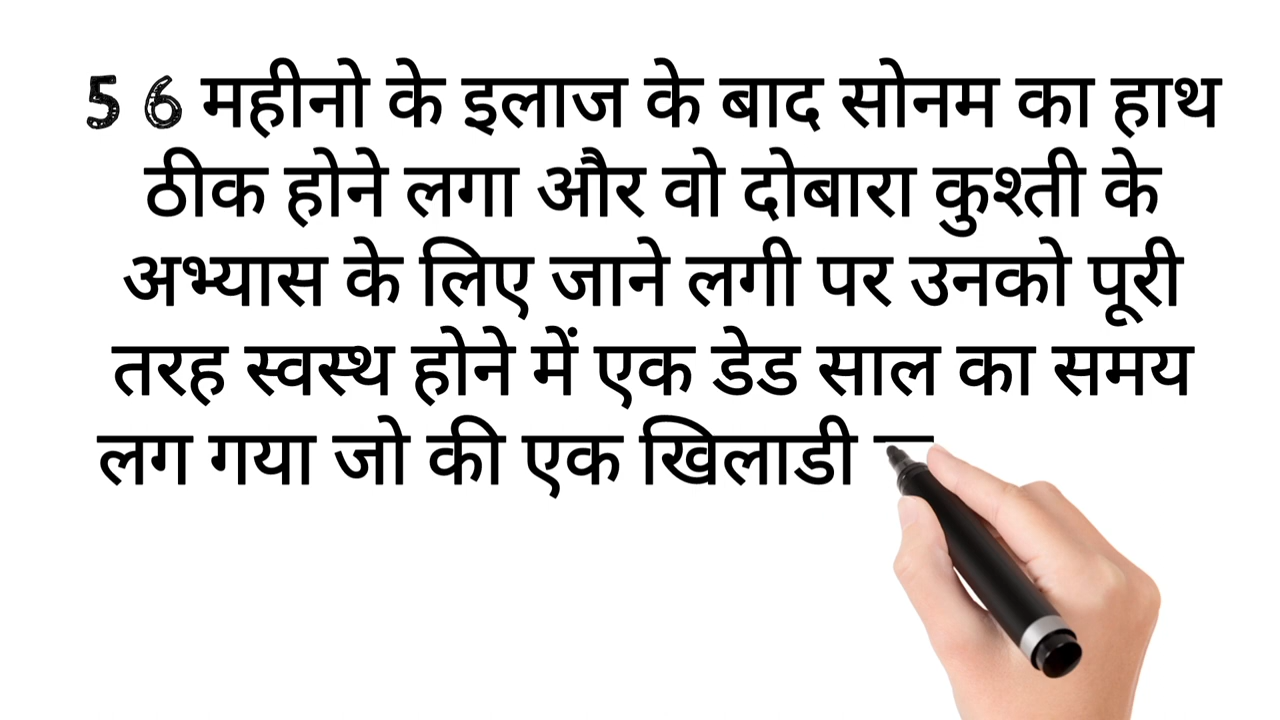 5 6 महीनो के इलाज के बाद सोनम का हाथ
ठीक होने लगा और वो दोबारा कुश्ती के
अभ्यास के लिए जाने लगी पर उनको पूरी
तरह स्वस्थ होने में एक डेड साल का समय
लग गया जो की एक खिलाडी